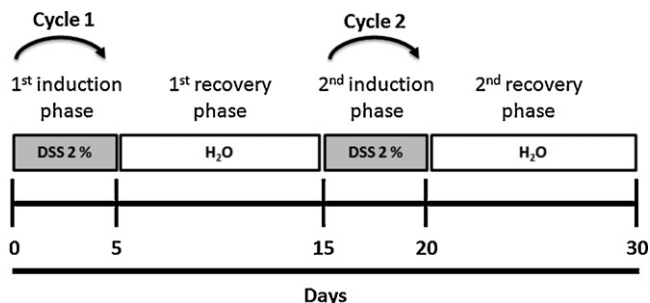 Cycle 1 Cycle 2
1st induction 1st recovery 2nd induction 2nd recovery
phase phase phase phase
DSS 2 % H₂O DSS 2 % H₂O
0 5 15 20 30
Days